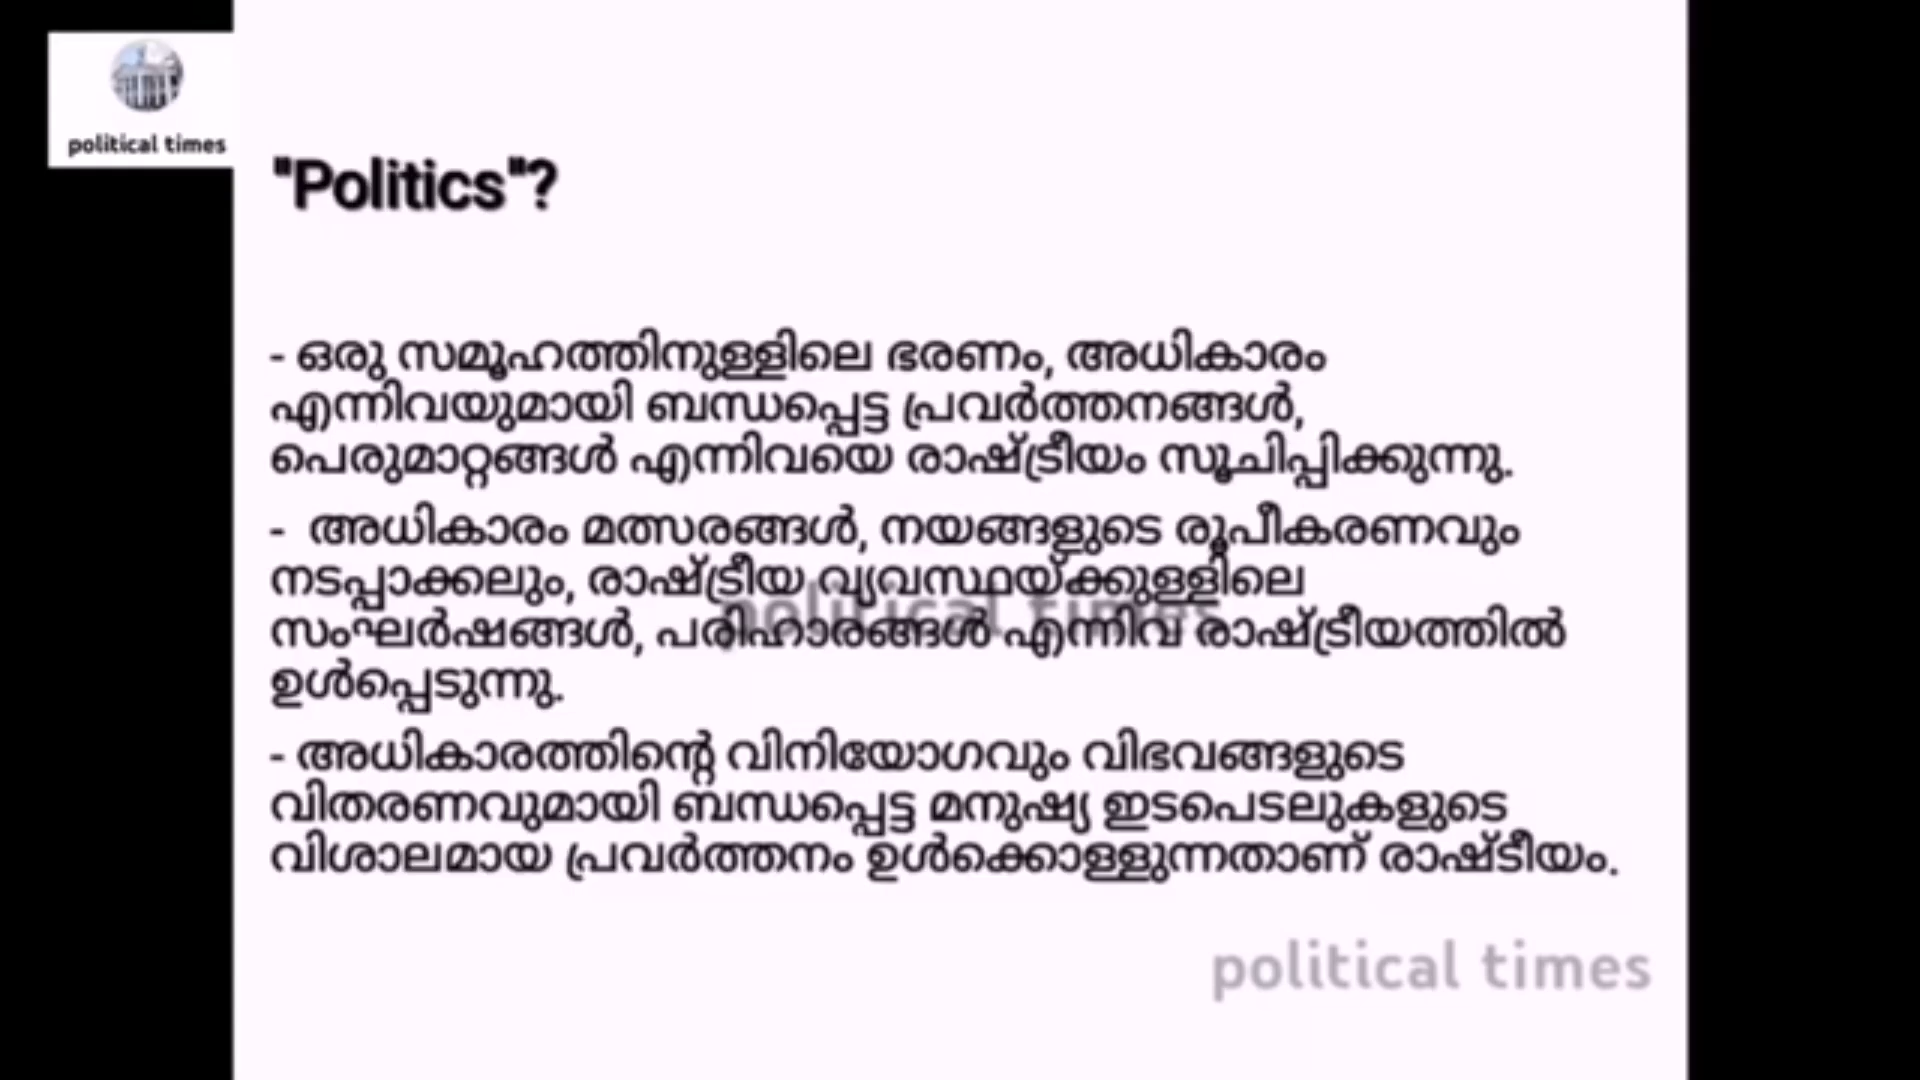 political times
"Politics"?
- ഒരു സമൂഹത്തിനുള്ളിലെ ഭരണം, അധികാരം
എന്നിവയുമായി ബന്ധപ്പെട്ട പ്രവർത്തനങ്ങൾ,
പെരുമാറ്റങ്ങൾ എന്നിവയെ രാഷ്ട്രീയം സൂചിപ്പിക്കുന്നു.
- അധികാരം മത്സരങ്ങൾ, നയങ്ങളുടെ രൂപീകരണവും
നടപ്പാക്കലും, രാഷ്ട്രീയ വ്യവസ്ഥയ്ക്കുള്ളിലെ
political times
സംഘർഷങ്ങൾ, പരിഹാരങ്ങൾ എന്നിവ രാഷ്ട്രീയത്തിൽ
ഉൾപ്പെടുന്നു.
- അധികാരത്തിന്റെ വിനിയോഗവും വിഭവങ്ങളുടെ
വിതരണവുമായി ബന്ധപ്പെട്ട മനുഷ്യ ഇടപെടലുകളുടെ
വിശാലമായ പ്രവർത്തനം ഉൾക്കൊള്ളുന്നതാണ് രാഷ്ടീയം.
political times